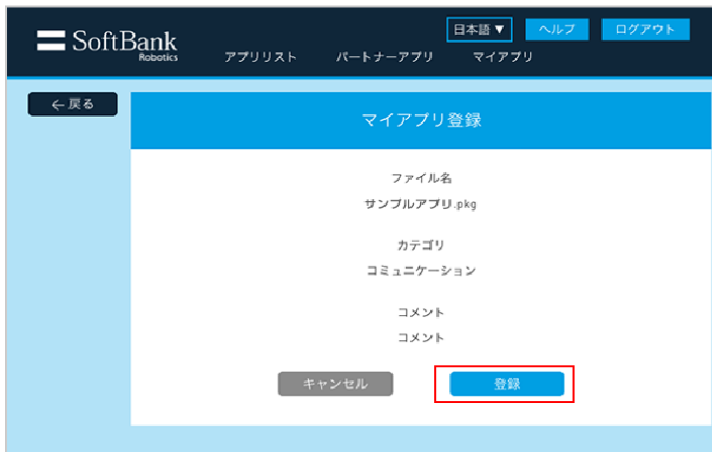 SoftBank
Robotics
日本語▼
ヘルプ
ログアウト
アプリリスト
パートナーアプリ
マイアプリ
←戻る
マイアプリ登録
ファイル名
サンプルアプリ.pkg
カテゴリ
コミュニケーション
コメント
コメント
キャンセル
登録